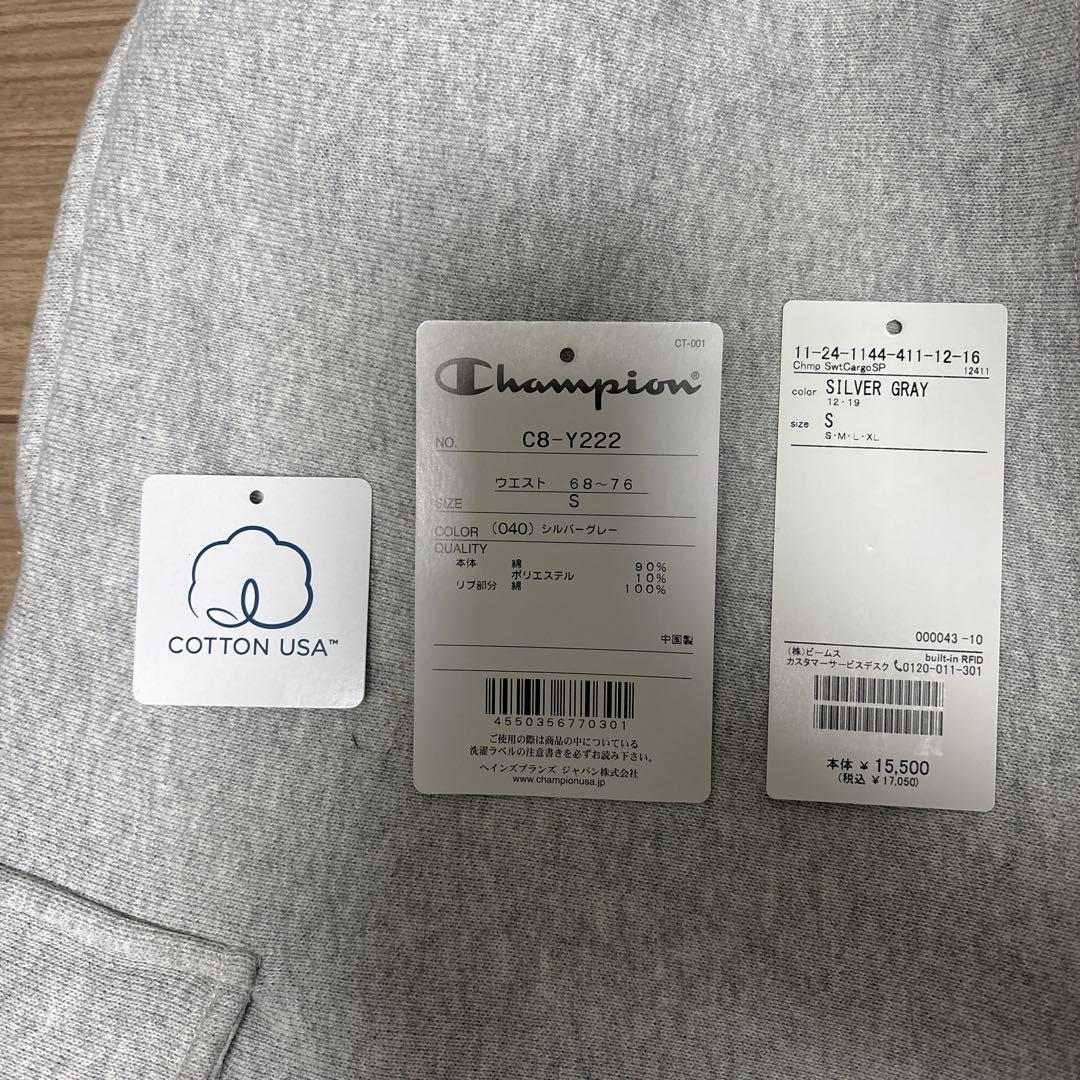 COTTON USA™
CT-001
Champion®
NO. C8-Y222
ウエスト 68～76
SIZE S
COLOR (040) シルバーグレー
QUALITY
本体 綿 90%
ポリエステル 10%
リブ部分 綿 100%
中国製
4550356770301
ご使用の際は商品の中についている
洗濯ラベルの注意書きを必ずお読み下さい。
ヘインズブランズ ジャパン株式会社
www.championusa.jp
11-24-1144-411-12-16
Chmp SwtCargoSP 12411
color SILVER GRAY
12・19
size S
S・M・L・XL
000043 -10
(株)ビームス built-in RFID
カスタマーサービスデスク 0120-011-301
本体 ¥ 15,500
(税込 ¥ 17,050)